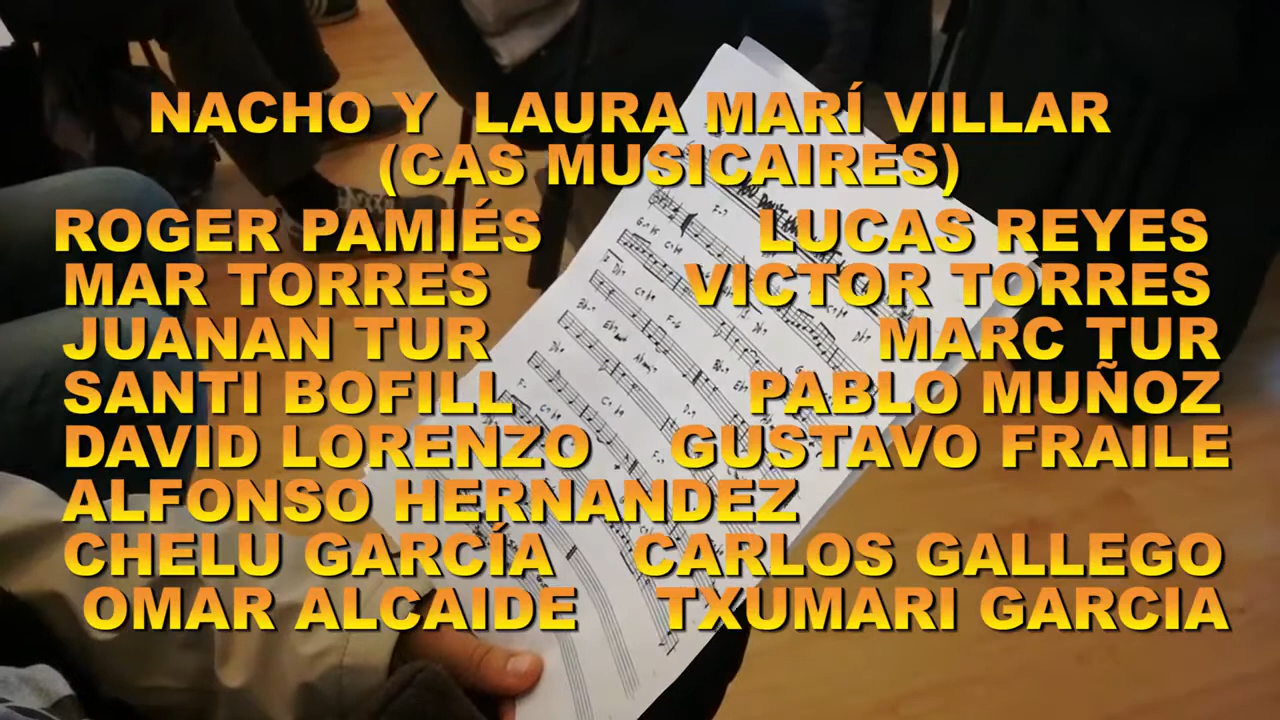 NACHO Y LAURA MARÍ VILLAR
(CAS MUSICAIRES)
ROGER PAMIÉS LUCAS REYES
MAR TORRES VICTOR TORRES
JUANAN TUR MARC TUR
SANTI BOFILL PABLO MUÑOZ
DAVID LORENZO GUSTAVO FRAILE
ALFONSO HERNANDEZ
CHELU GARCÍA CARLOS GALLEGO
OMAR ALCAIDE TXUMARI GARCIA